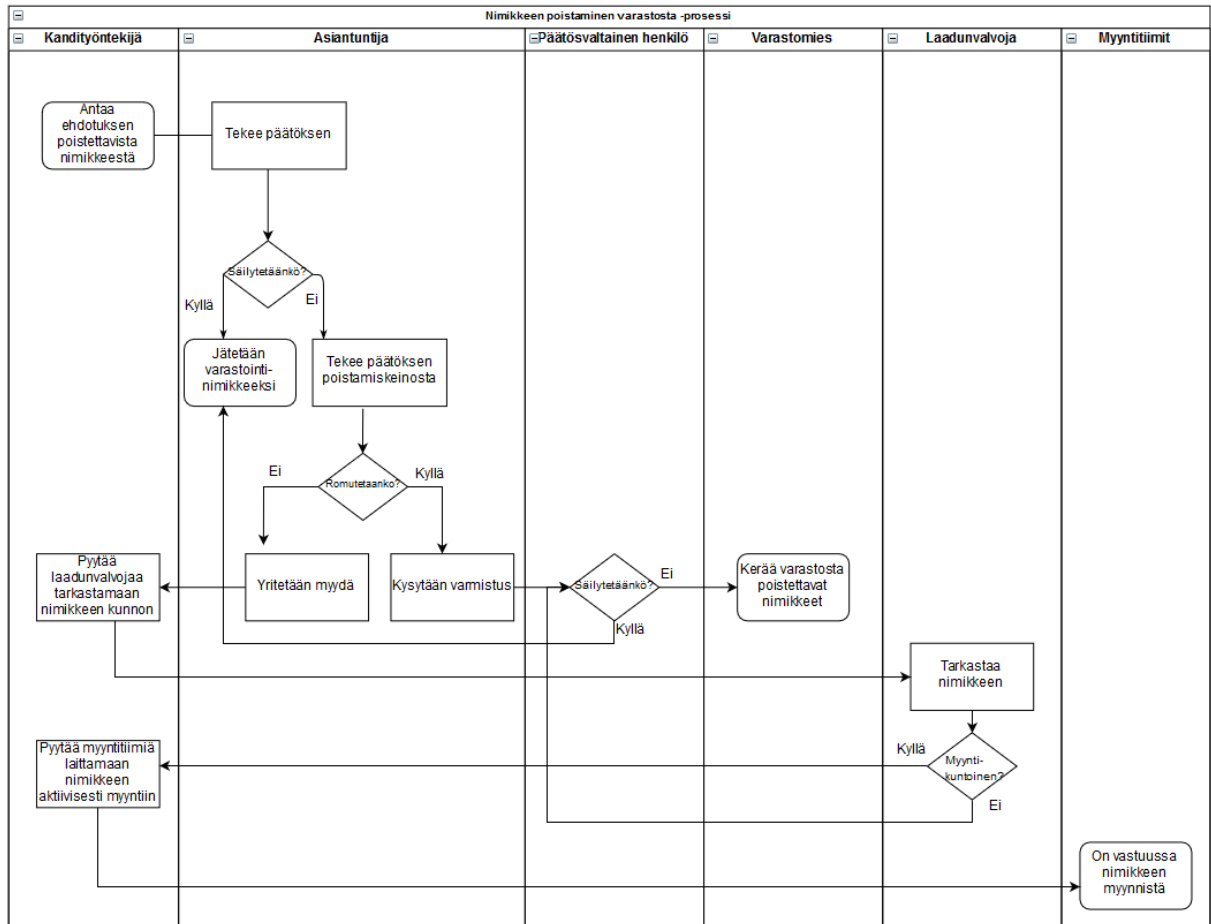 Nimikkeen poistaminen varastosta -prosessi
Kandityöntekijä
Asiantuntija
Päätösvaltainen henkilö
Varastomies
Laadunvalvoja
Myyntitiimit
Antaa
ehdotuksen
poistettavista
nimikkeestä
Tekee päätöksen
Säilytetäänkö?
Kyllä
Ei
Jätetään
varastointi-
nimikkeeksi
Tekee päätöksen
poistamiskeinosta
Ei
Romutetaanko?
Kyllä
Pyytää
laadunvalvojaa
tarkastamaan
nimikkeen kunnon
Yritetään myydä
Kysytään varmistus
Säilytetäänkö?
Ei
Kyllä
Kerää varastosta
poistettavat
nimikkeet
Tarkastaa
nimikkeen
Pyytää myyntitiimiä
laittamaan
nimikkeen
aktiivisesti myyntiin
Kyllä
Myynti-
kuntoinen?
Ei
On vastuussa
nimikkeen
myynnistä